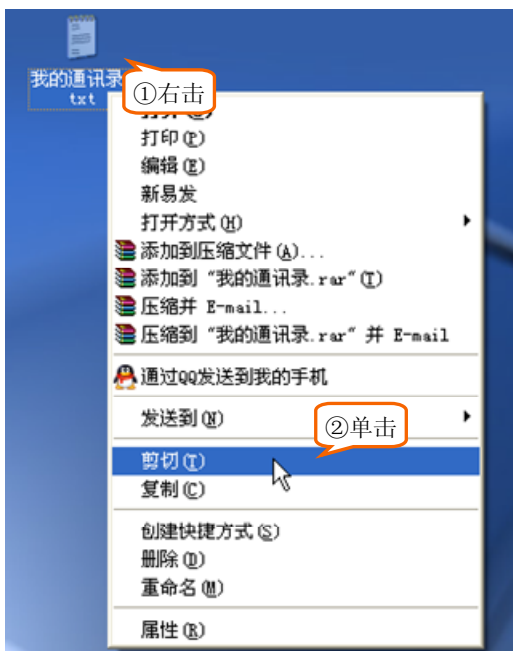 我的通讯录
txt
①右击
打印(P)
编辑(E)
新易发
打开方式(H)
添加到压缩文件(A)...
添加到 "我的通讯录.rar"(T)
压缩并 E-mail...
压缩到 "我的通讯录.rar" 并 E-mail
通过QQ发送到我的手机
发送到(N)
②单击
剪切(T)
复制(C)
创建快捷方式(S)
删除(D)
重命名(M)
属性(R)